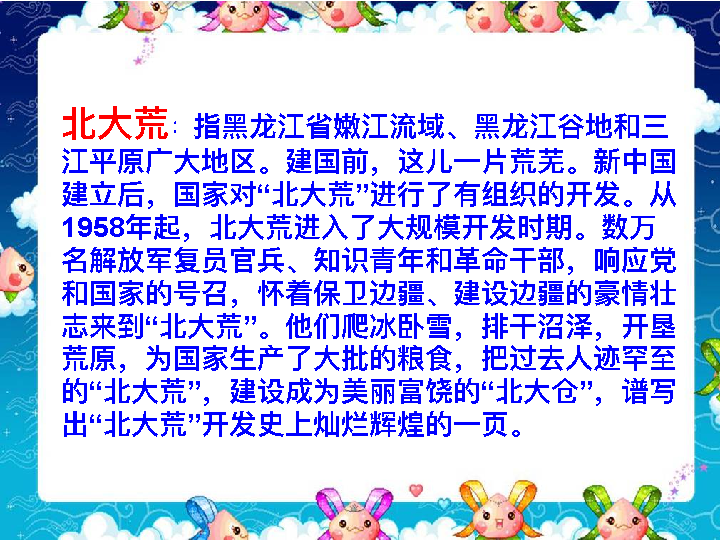 北大荒：指黑龙江省嫩江流域、黑龙江谷地和三
江平原广大地区。建国前，这儿一片荒芜。新中国
建立后，国家对“北大荒”进行了有组织的开发。从
1958年起，北大荒进入了大规模开发时期。数万
名解放军复员官兵、知识青年和革命干部，响应党
和国家的号召，怀着保卫边疆、建设边疆的豪情壮
志来到“北大荒”。他们爬冰卧雪，排干沼泽，开垦
荒原，为国家生产了大批的粮食，把过去人迹罕至
的“北大荒”，建设成为美丽富饶的“北大仓”，谱写
出“北大荒”开发史上灿烂辉煌的一页。